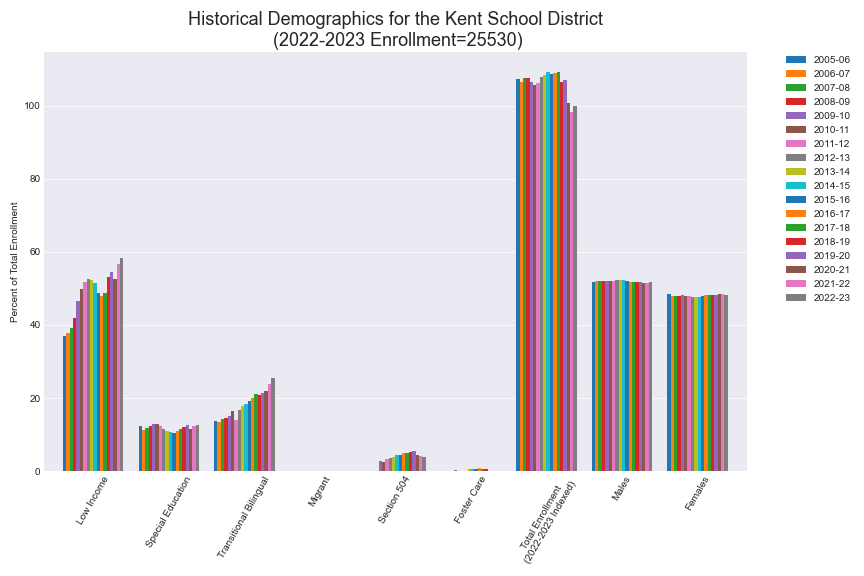 Historical Demographics for the Kent School District
(2022-2023 Enrollment=25530)
Percent of Total Enrollment
100
80
60
40
20
0
Low Income
Special Education
Transitional Bilingual
Migrant
Section 504
Foster Care
Total Enrollment
(2022-2023 Indexed)
Males
Females
2005-06
2006-07
2007-08
2008-09
2009-10
2010-11
2011-12
2012-13
2013-14
2014-15
2015-16
2016-17
2017-18
2018-19
2019-20
2020-21
2021-22
2022-23